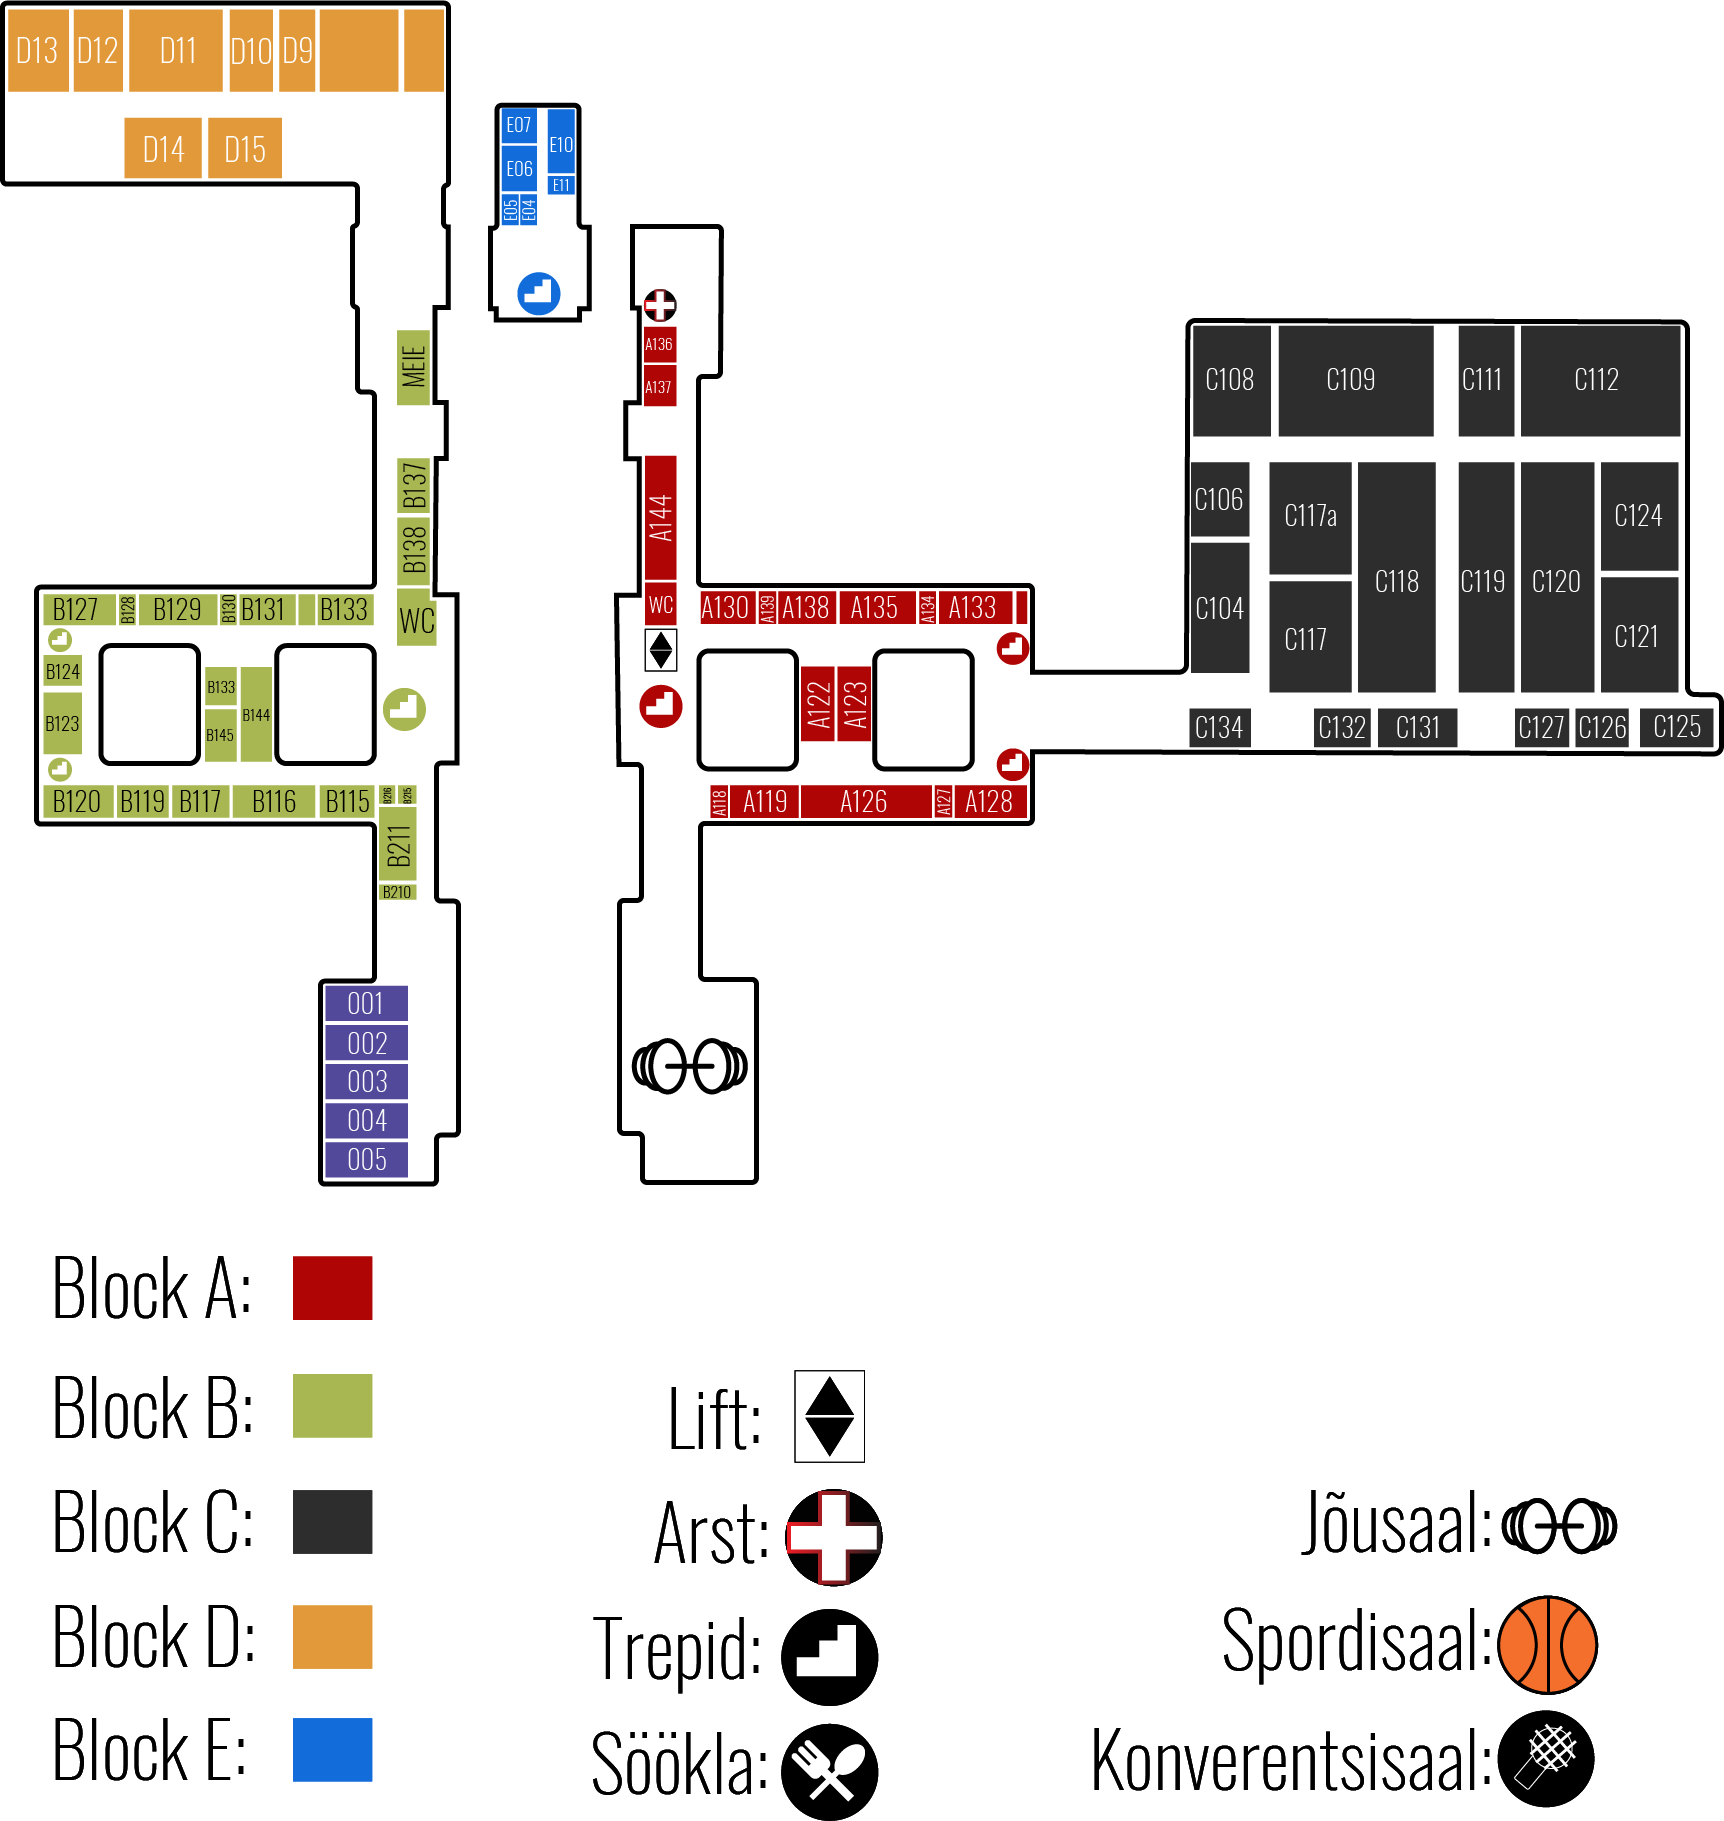 D13 D12 D11 D10 D9
D14 D15
E07 E10
E06
E11
E05 E04
A136
A137
MEIE
C108 C109 C111 C112
B137
A144
C106 C117a C124
B138
C118 C119 C120
B127 B128 B129 B130 B131 B133
WC
WC
A130 A139 A138 A135 A134 A133
C104
C117 C121
B124
B133
B123 B145 B144
A122 A123
C134 C132 C131 C127 C126 C125
B120 B119 B117 B116 B115 B216 B215
A118 A119 A126 A127 A128
B211
B210
001
002
003
004
005
Block A:
Block B:
Block C:
Block D:
Block E:
Lift:
Arst:
Trepid:
Söökla:
Jõusaal:
Spordisaal:
Konverentsisaal: